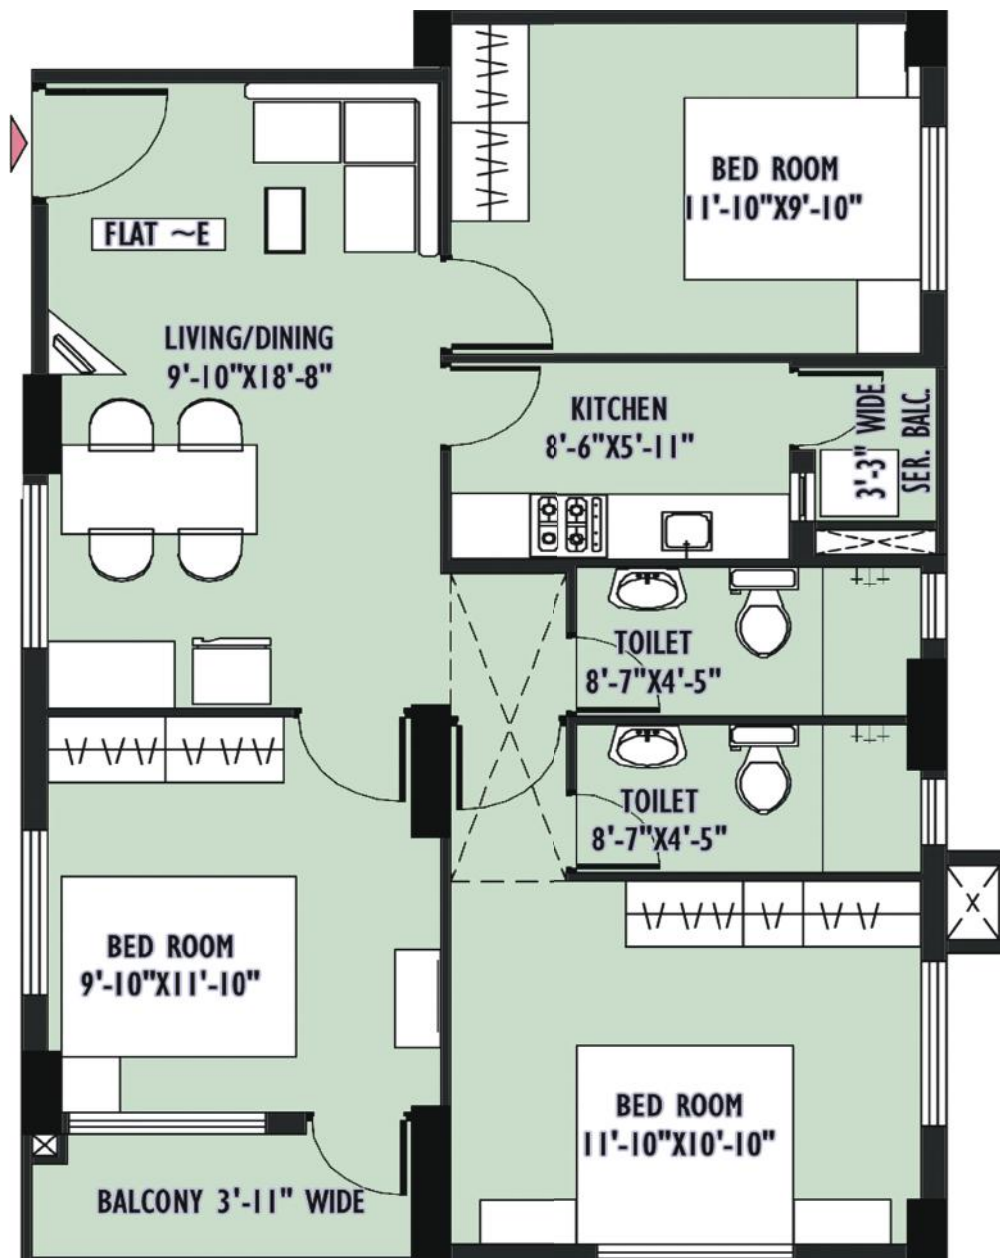 BED ROOM
11'-10"X9'-10"
FLAT ~E
LIVING/DINING
9'-10"X18'-8"
KITCHEN
8'-6"X5'-11"
3'-3" WIDE
SER. BALC.
TOILET
8'-7"X4'-5"
TOILET
8'-7"X4'-5"
X
BED ROOM
9'-10"X11'-10"
BED ROOM
11'-10"X10'-10"
BALCONY 3'-11" WIDE